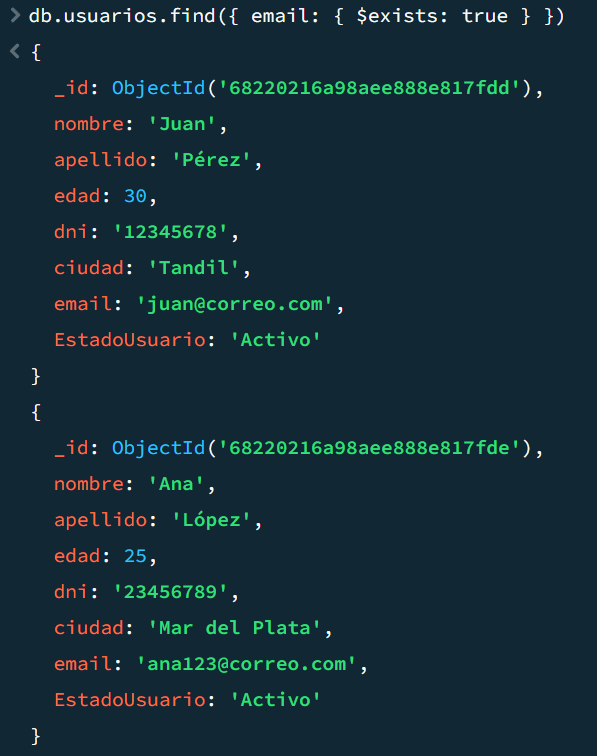 > db.usuarios.find({ email: { $exists: true } })
< {
_id: ObjectId('68220216a98aee888e817fdd'),
nombre: 'Juan',
apellido: 'Pérez',
edad: 30,
dni: '12345678',
ciudad: 'Tandil',
email: 'juan@correo.com',
EstadoUsuario: 'Activo'
}
{
_id: ObjectId('68220216a98aee888e817fde'),
nombre: 'Ana',
apellido: 'López',
edad: 25,
dni: '23456789',
ciudad: 'Mar del Plata',
email: 'ana123@correo.com',
EstadoUsuario: 'Activo'
}